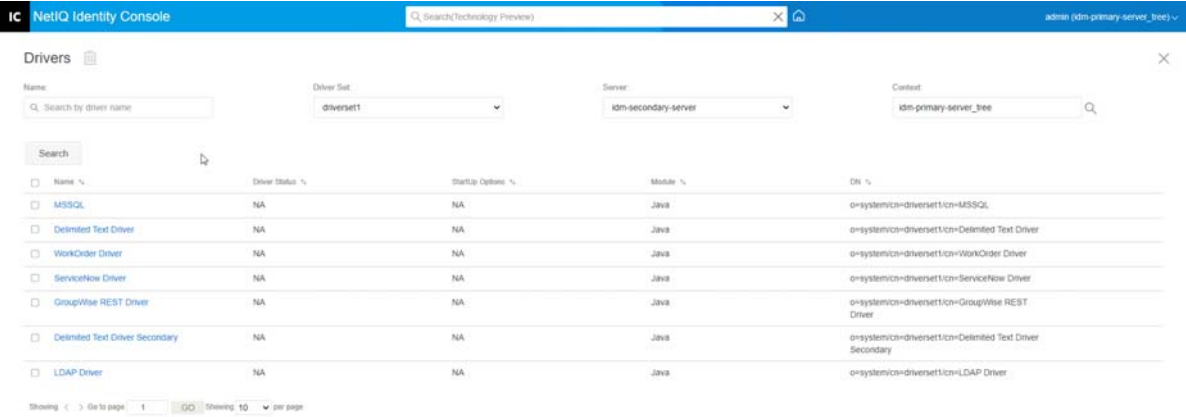 IC NetIQ Identity Console Search(Technology Preview) admin (idm-primary-server_tree)
Drivers
Name: Driver Set: Server: Context:
Search by driver name driverset1 idm-secondary-server idm-primary-server_tree
Search
Name Driver Status StartUp Options Module DN
MSSQL NA NA Java o=system/cn=driverset1/cn=MSSQL
Delimited Text Driver NA NA Java o=system/cn=driverset1/cn=Delimited Text Driver
WorkOrder Driver NA NA Java o=system/cn=driverset1/cn=WorkOrder Driver
ServiceNow Driver NA NA Java o=system/cn=driverset1/cn=ServiceNow Driver
GroupWise REST Driver NA NA Java o=system/cn=driverset1/cn=GroupWise REST
Driver
Delimited Text Driver Secondary NA NA Java o=system/cn=driverset1/cn=Delimited Text Driver
Secondary
LDAP Driver NA NA Java o=system/cn=driverset1/cn=LDAP Driver
Showing < > Go to page 1 GO Showing 10 per page